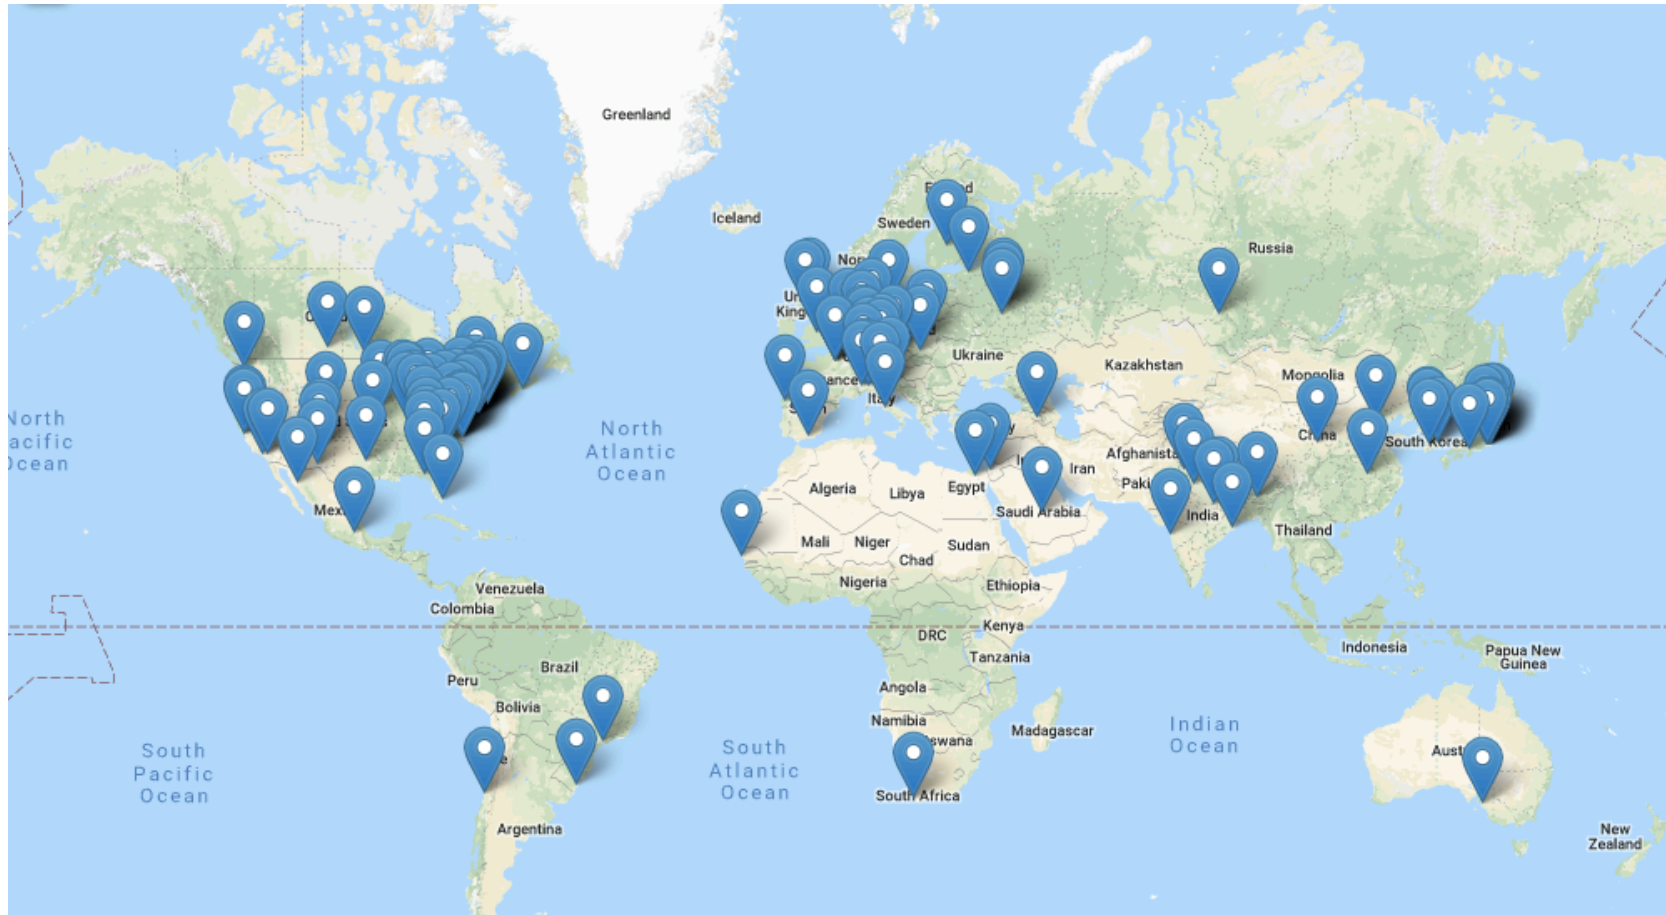 Greenland
Iceland
Sweden
Russia
Ukraine
Kazakhstan
Mongolia
North
Atlantic
Ocean
North
acific
Ocean
China
South Korea
Afghanista
Iran
Algeria
Libya
Egypt
Saudi Arabia
India
Thailand
Mali
Niger
Chad
Sudan
Nigeria
Ethiopia
Venezuela
Colombia
DRC
Kenya
Tanzania
Indonesia
Papua New
Guinea
Brazil
Peru
Bolivia
Angola
Namibia
swana
Madagascar
Indian
Ocean
South
Pacific
Ocean
South
Atlantic
Ocean
South Africa
Argentina
New
Zealand